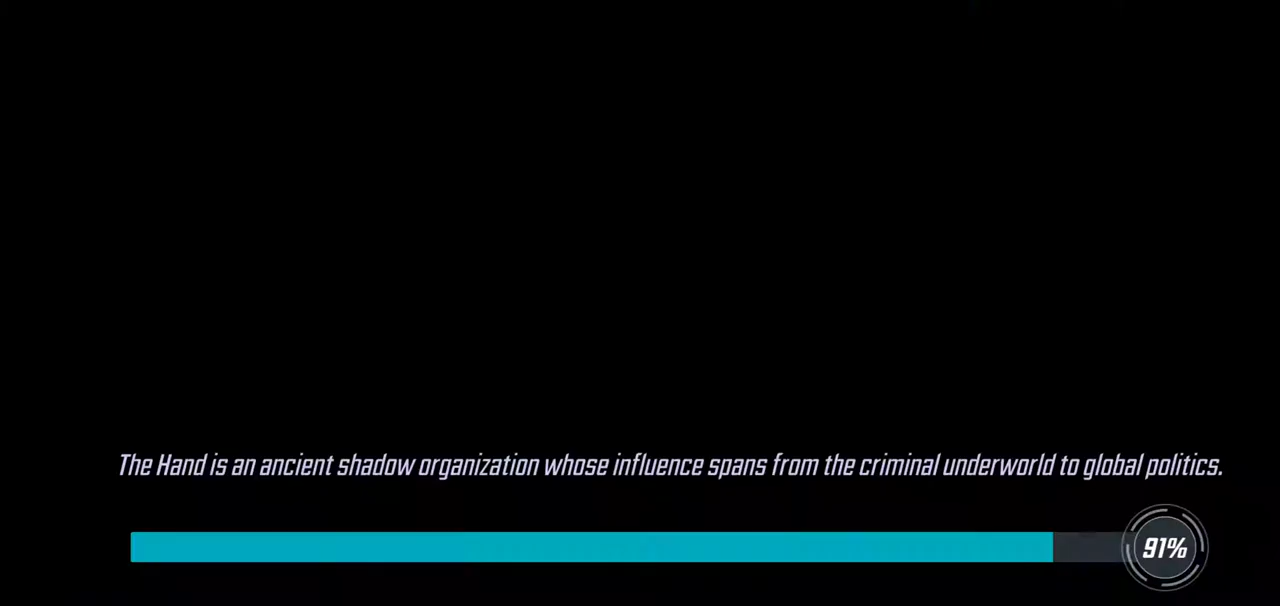 The Hand is an ancient shadow organization whose influence spans from the criminal underworld to global politics.
91%